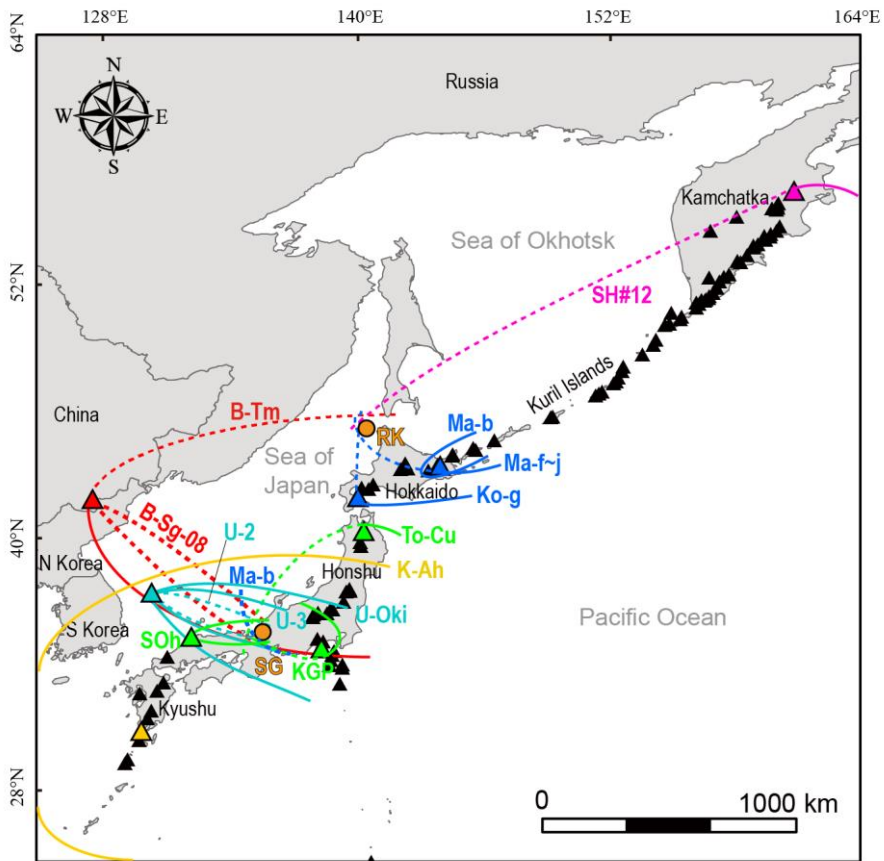 128°E
140°E
152°E
164°E
64°N
N
W
E
S
Russia
Kamchatka
Sea of Okhotsk
52°N
SH#12
Kuril Islands
China
B-Tm
RK
Ma-b
Sea of
Japan
Ma-f~j
Hokkaido
Ko-g
B-Sg-08
U-2
To-Cu
40°N
N Korea
Honshu
K-Ah
Ma-b
U-3
U-Oki
Pacific Ocean
S Korea
SOh
SG
KGP
Kyushu
28°N
0
1000 km